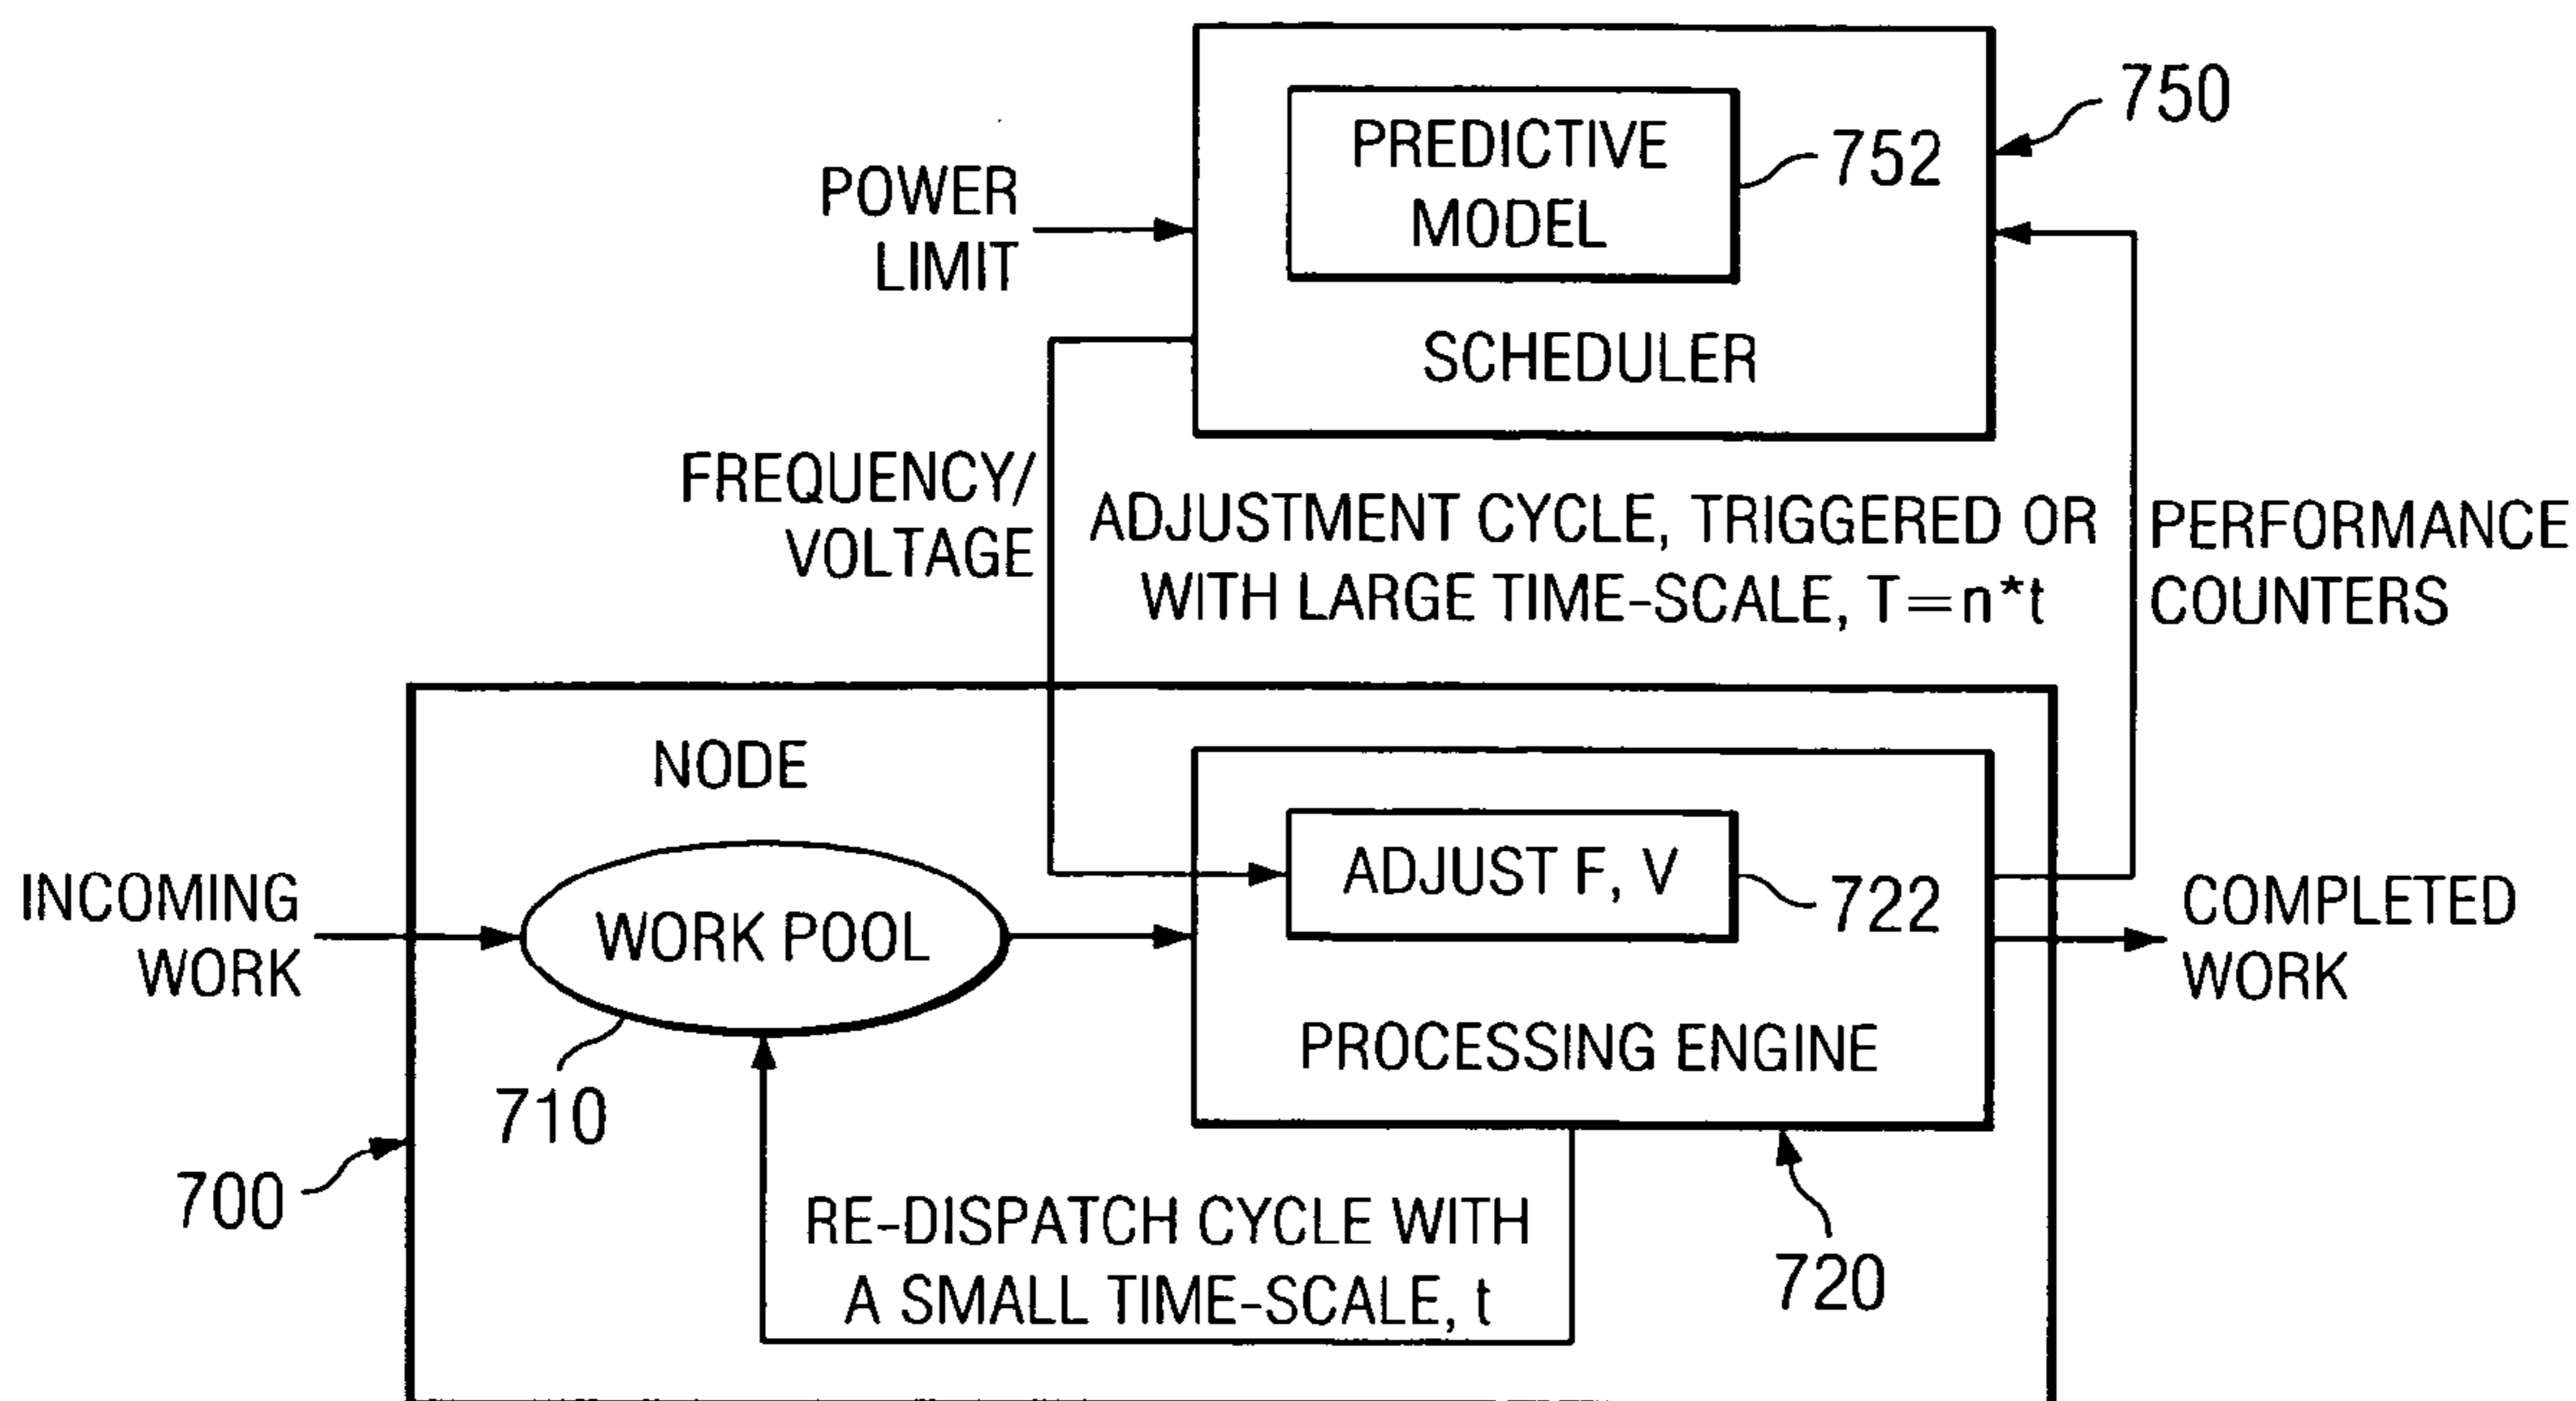 750
PREDICTIVE
MODEL
752
POWER
LIMIT
SCHEDULER
FREQUENCY/
VOLTAGE
ADJUSTMENT CYCLE, TRIGGERED OR
WITH LARGE TIME-SCALE, T=n*t
PERFORMANCE
COUNTERS
NODE
INCOMING
WORK
WORK POOL
ADJUST F, V
722
COMPLETED
WORK
PROCESSING ENGINE
710
700
RE-DISPATCH CYCLE WITH
A SMALL TIME-SCALE, t
720